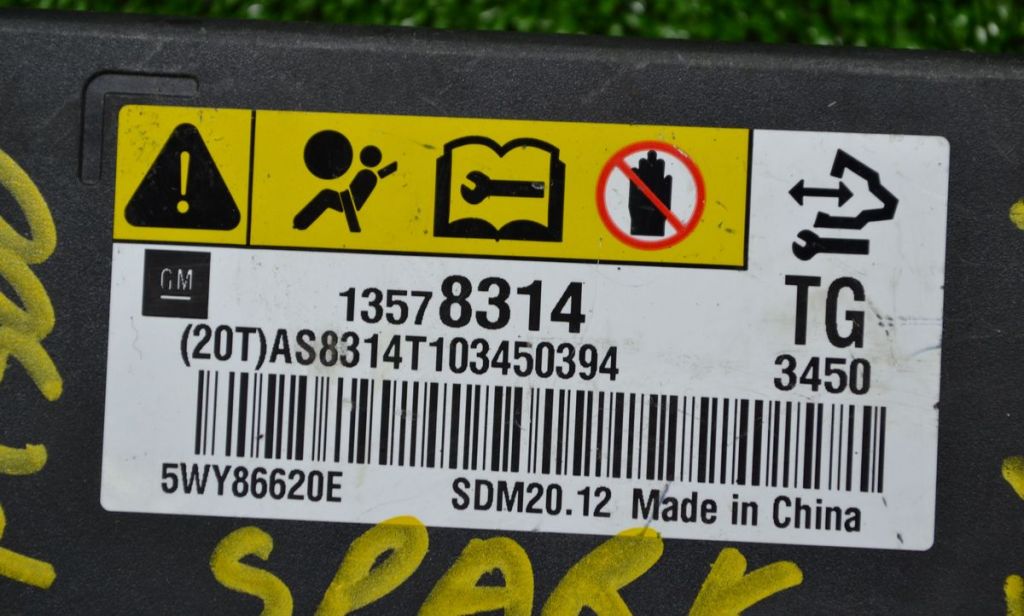 GM
13578314
TG
(20T)AS8314T103450394
3450
5WY86620E
SDM20.12 Made in China
SPARK